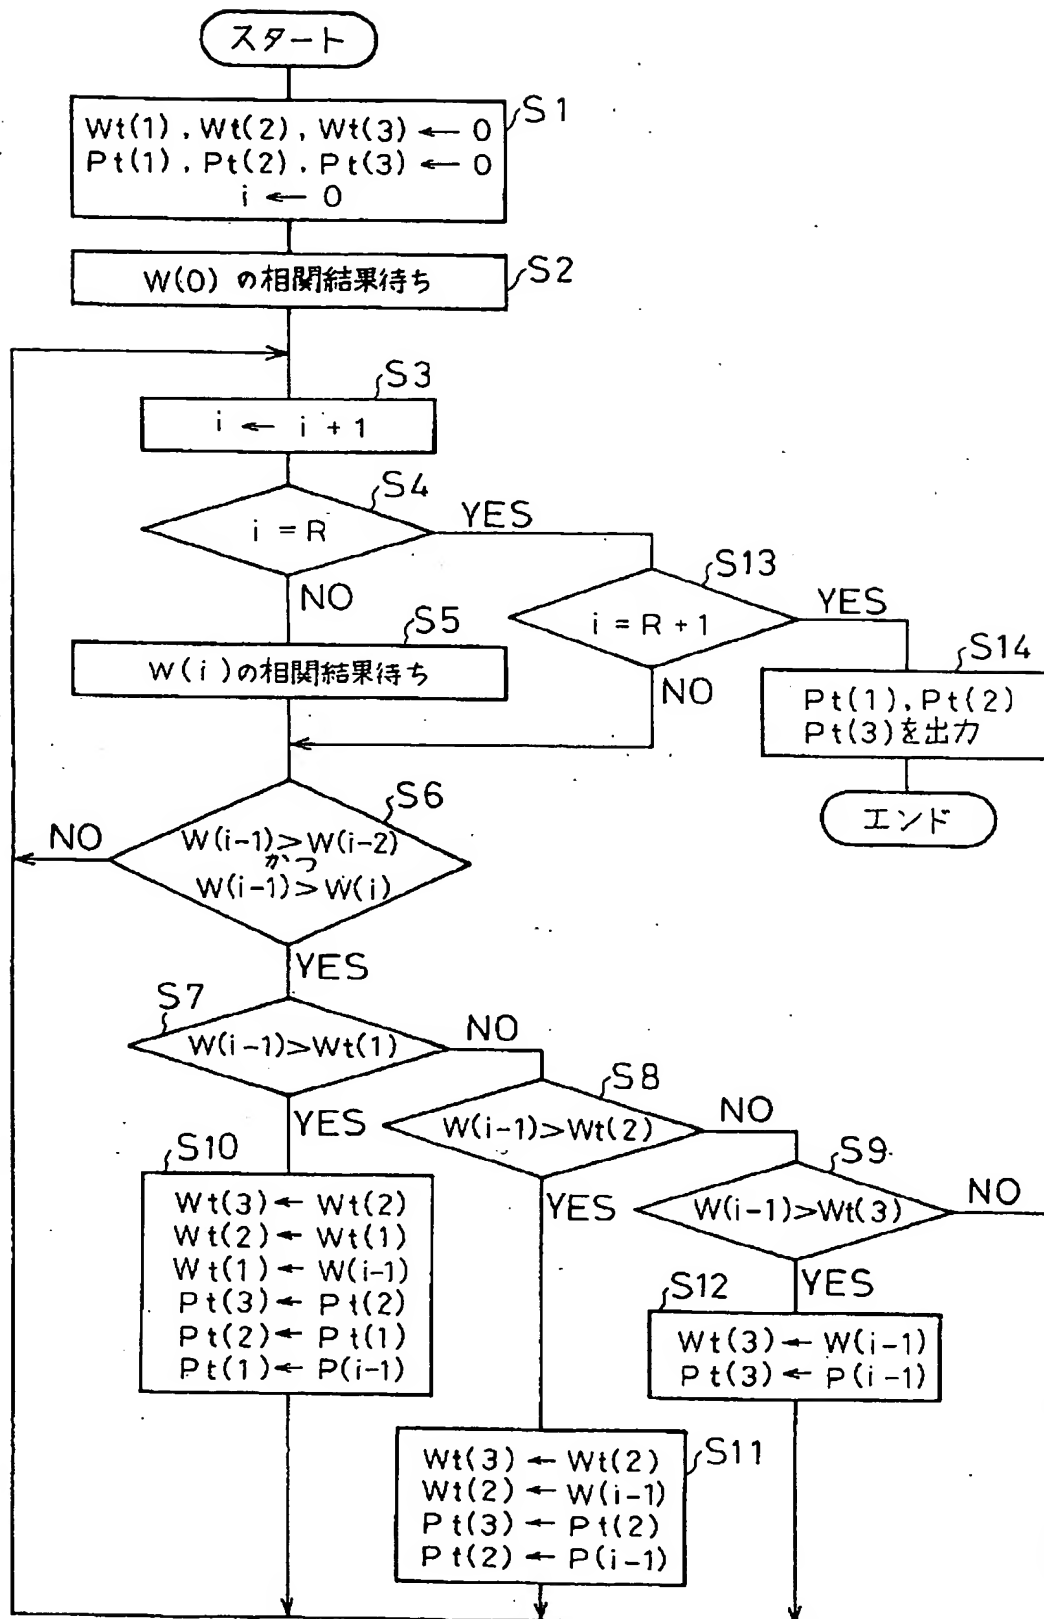 スタート
S1
Wt(1), Wt(2), Wt(3) ← 0
Pt(1), Pt(2), Pt(3) ← 0
i ← 0
S2
W(0) の相関結果待ち
S3
i ← i + 1
S4
i = R
YES
NO
S13
i = R + 1
YES
NO
S5
W(i)の相関結果待ち
S14
Pt(1), Pt(2)
Pt(3)を出力
エンド
S6
W(i-1)>W(i-2)
かつ
W(i-1)>W(i)
NO
YES
S7
W(i-1)>Wt(1)
NO
YES
S8
W(i-1)>Wt(2)
NO
YES
S9
W(i-1)>Wt(3)
NO
YES
S10
Wt(3)← Wt(2)
Wt(2)← Wt(1)
Wt(1)← W(i-1)
Pt(3)← Pt(2)
Pt(2)← Pt(1)
Pt(1)← P(i-1)
S12
Wt(3)← W(i-1)
Pt(3)← P(i-1)
S11
Wt(3)← Wt(2)
Wt(2)← W(i-1)
Pt(3)← Pt(2)
Pt(2)← P(i-1)